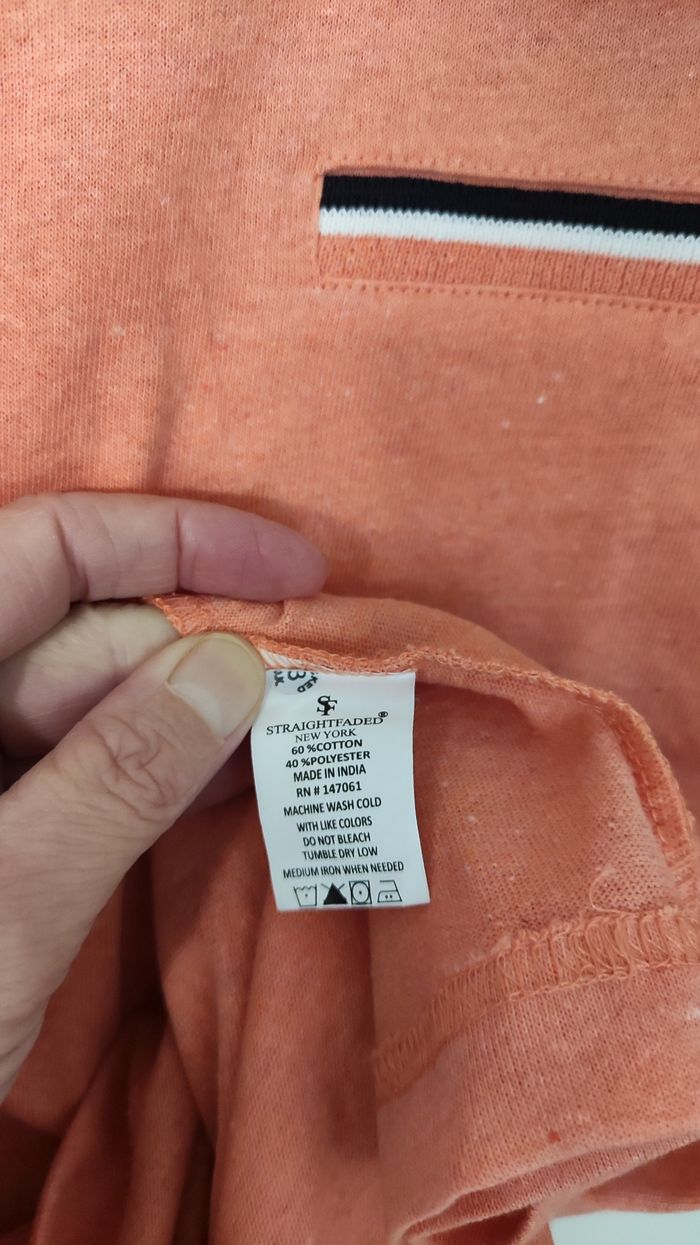 SF
STRAIGHTFADED®
NEW YORK
60 %COTTON
40 %POLYESTER
MADE IN INDIA
RN # 147061
MACHINE WASH COLD
WITH LIKE COLORS
DO NOT BLEACH
TUMBLE DRY LOW
MEDIUM IRON WHEN NEEDED